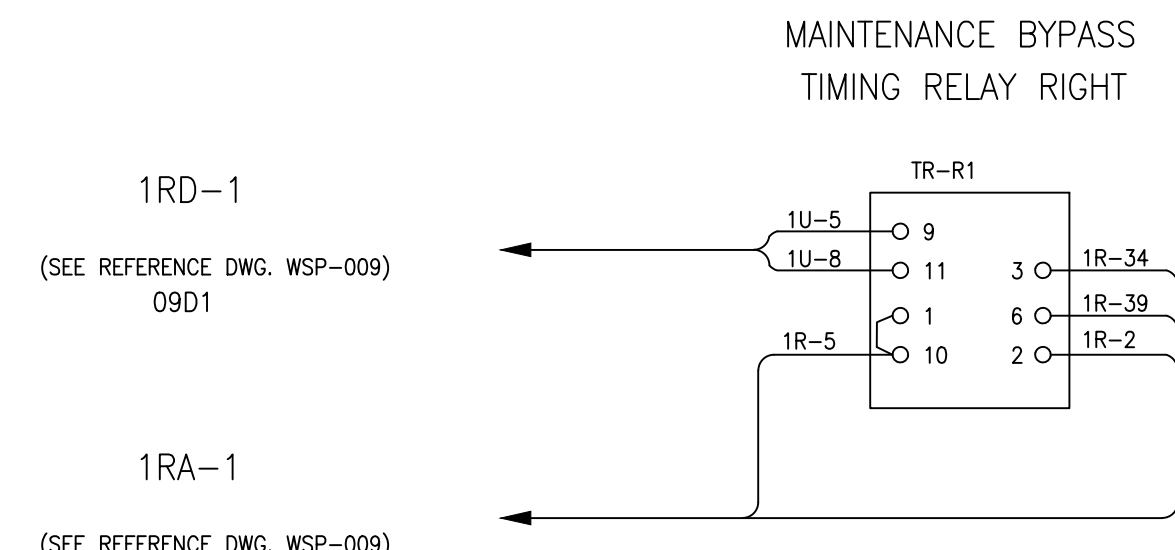 MAINTENANCE BYPASS
TIMING RELAY RIGHT
TR-R1
1RD-1
(SEE REFERENCE DWG. WSP-009)
09D1
1U-5
9
1U-8
11
3
1R-34
1
6
1R-39
1R-5
10
2
1R-2
1RA-1
(SEE REFERENCE DWG. WSP-009)